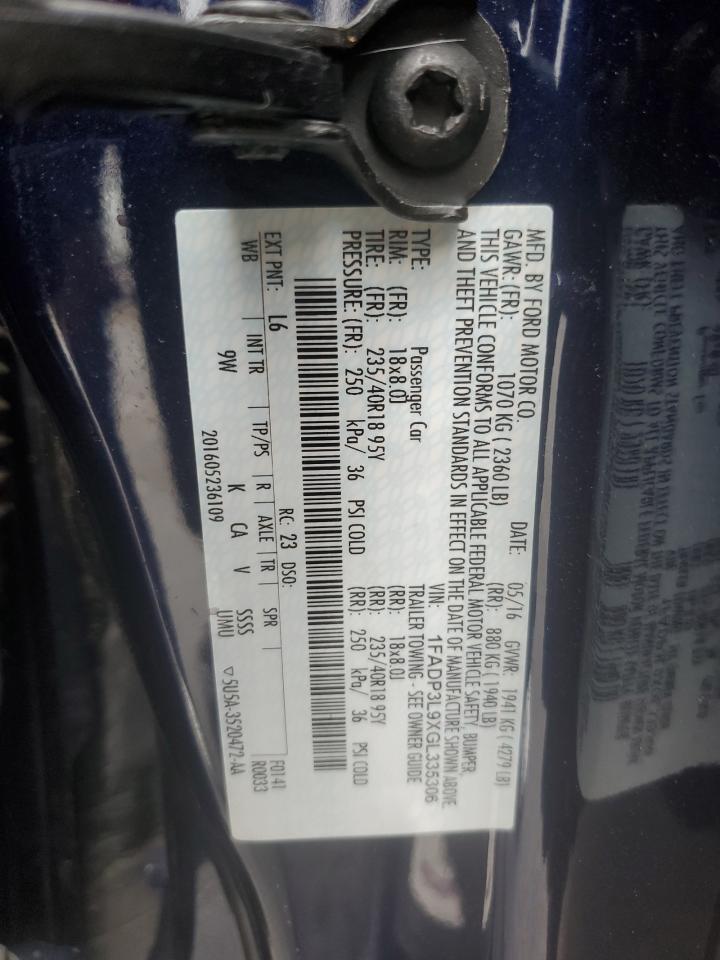 MFD. BY FORD MOTOR CO.
DATE: 05/16 GVWR: 1941 KG ( 4279 LB)
GAWR: (FR): 1070 KG ( 2360 LB) (RR): 880 KG ( 1940 LB)
THIS VEHICLE CONFORMS TO ALL APPLICABLE FEDERAL MOTOR VEHICLE SAFETY, BUMPER
AND THEFT PREVENTION STANDARDS IN EFFECT ON THE DATE OF MANUFACTURE SHOWN ABOVE.
VIN: 1FADP3L9XGL335306
TYPE: Passenger Car TRAILER TOWING - SEE OWNER GUIDE
RIM: (FR): 18x8.0J (RR): 18x8.0J
TIRE: (FR): 235/40R18 95Y (RR): 235/40R18 95Y
PRESSURE: (FR): 250 kPa/ 36 PSI COLD (RR): 250 kPa/ 36 PSI COLD
EXT PNT: L6 RC: 23 DSO: F0141
WB INT TR TP/PS R AXLE TR SPR R0033
9W K CA V SSSS
201605236109 UMU ▽5U5A-3520472-AA